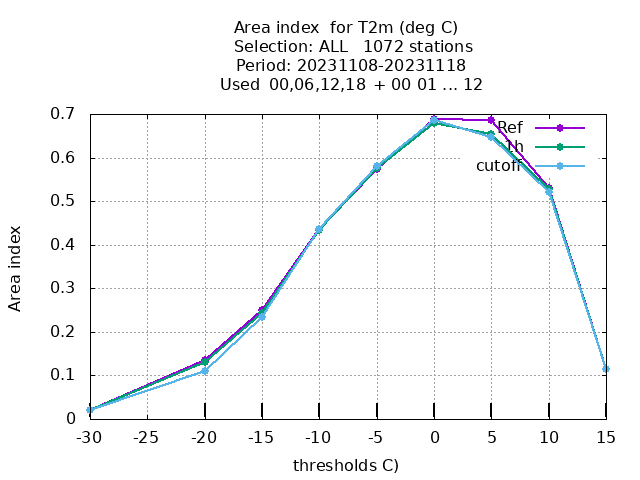 Area index for T2m (deg C)
Selection: ALL 1072 stations
Period: 20231108-20231118
Used 00,06,12,18 + 00 01 ... 12
0.7
0.6
0.5
0.4
0.3
0.2
0.1
0
Area index
Ref
1h
cutoff
-30 -25 -20 -15 -10 -5 0 5 10 15
thresholds C)